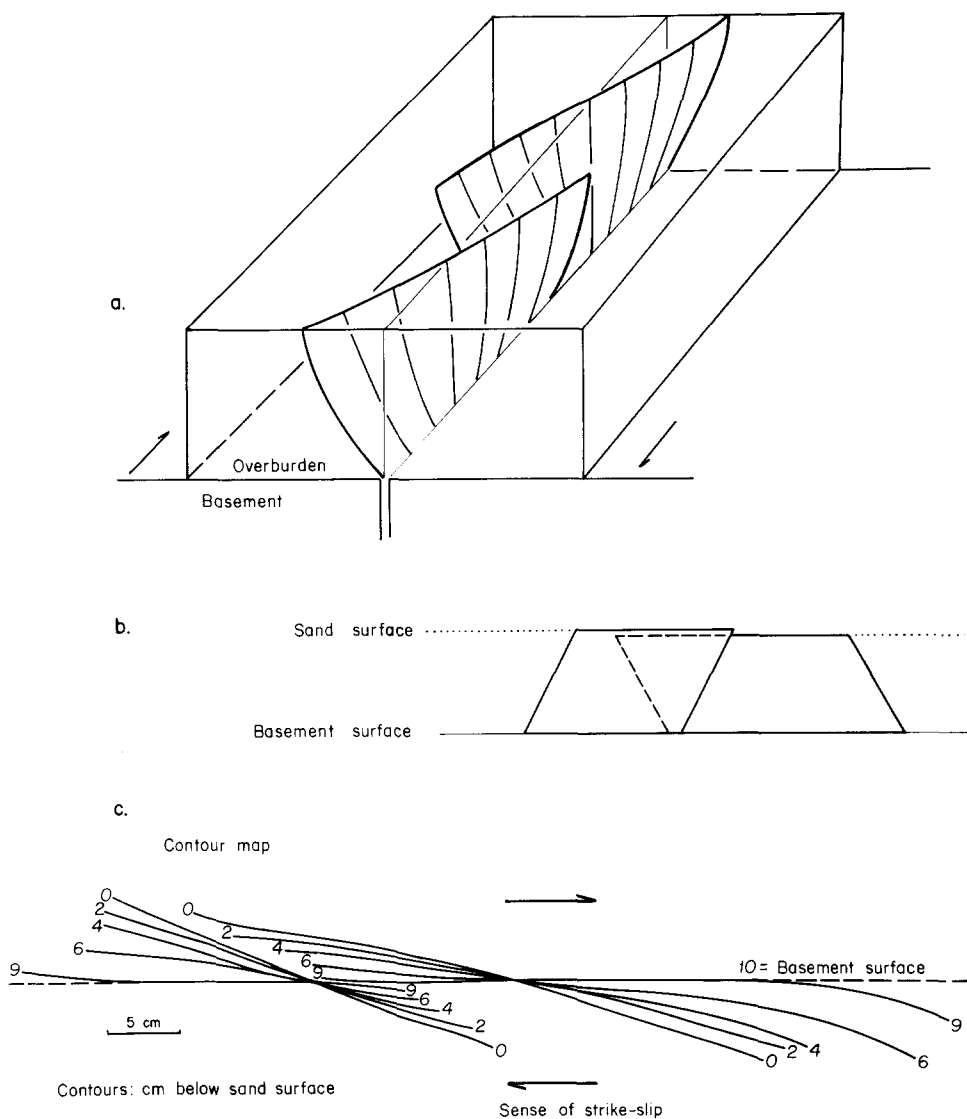 a.
Overburden
Basement
b.
Sand surface
Basement surface
c.
Contour map
0
2
4
6
9
0
2
4
6
9
9
6
4
2
0
10 = Basement surface
9
6
4
2
0
5 cm
Contours: cm below sand surface
Sense of strike-slip